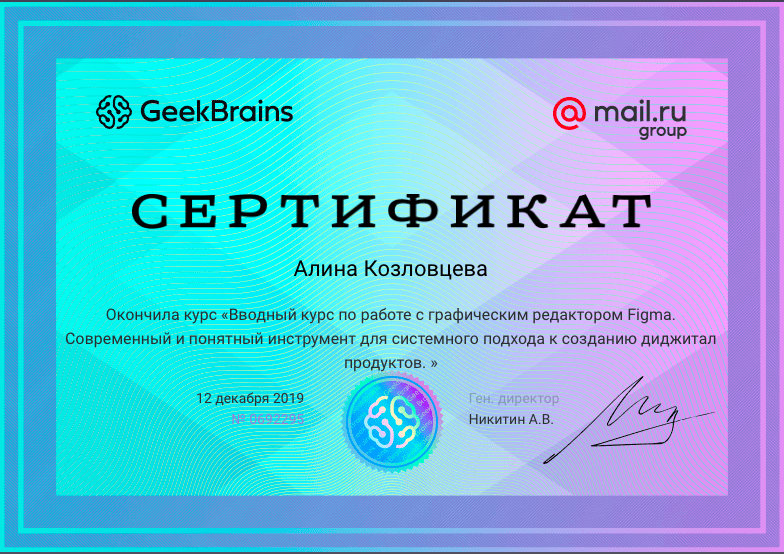 GeekBrains
@ mail.ru
group
СЕРТИФИКАТ
Алина Козловцева
Окончила курс «Вводный курс по работе с графическим редактором Figma.
Современный и понятный инструмент для системного подхода к созданию диджитал
продуктов. »
12 декабря 2019
№ 0692295
Ген. директор
Никитин А.В.